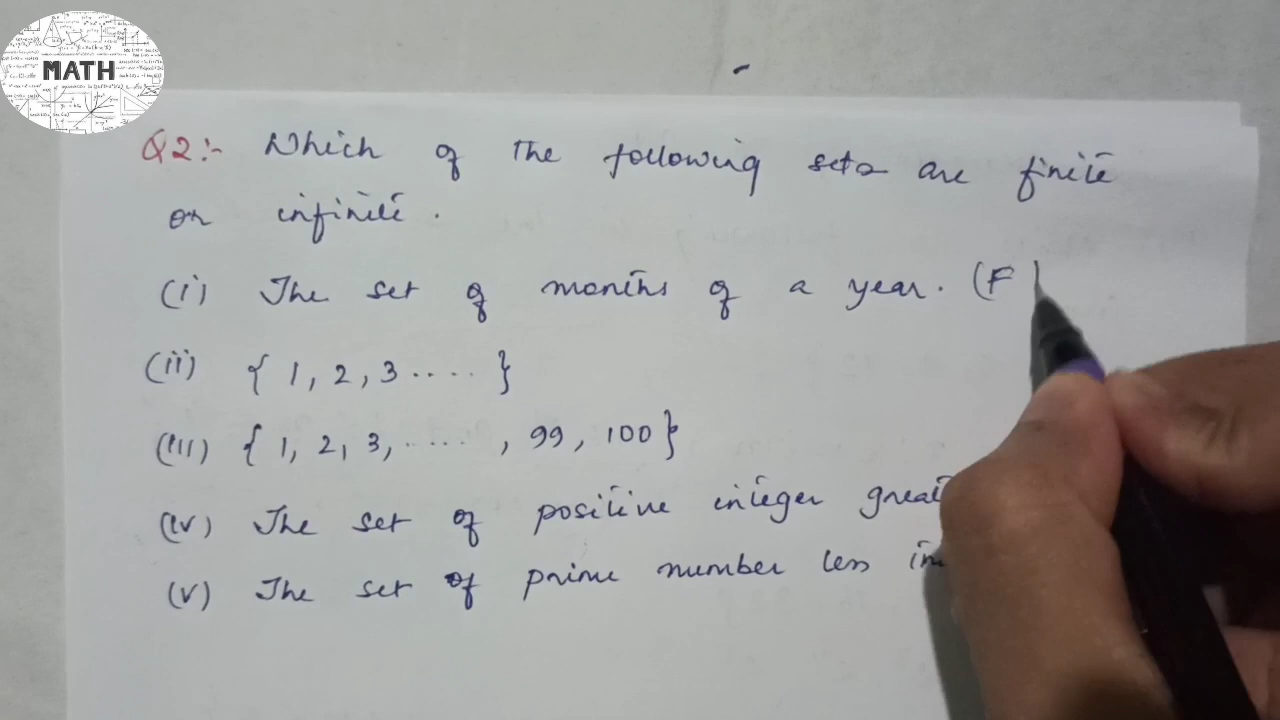 MATH
Q2:- Which of the following sets are finite
or infinite.
(i) The set of months of a year. (F)
(ii) { 1, 2, 3 .... }
(iii) { 1, 2, 3, ..... , 99, 100 }
(iv) The set of positive integer
(v) The set of prime number less